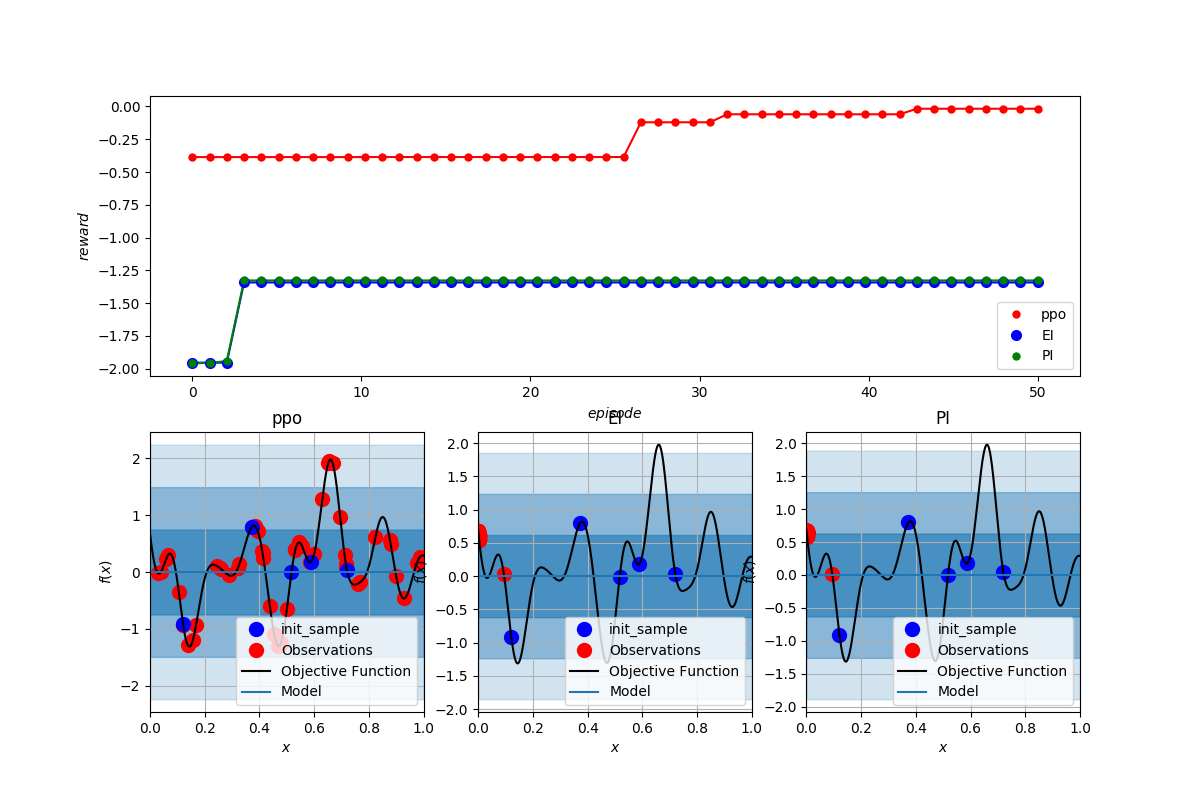 0.00
−0.25
−0.50
−0.75
−1.00
−1.25
−1.50
−1.75
−2.00
reward
ppo
EI
PI
0 10 20 30 40 50
episode
ppo
2
1
0
−1
−2
f(x)
init_sample
Observations
Objective Function
Model
0.0 0.2 0.4 0.6 0.8 1.0
x
EI
2.0
1.5
1.0
0.5
0.0
−0.5
−1.0
−1.5
−2.0
f(x)
init_sample
Observations
Objective Function
Model
0.0 0.2 0.4 0.6 0.8 1.0
x
PI
2.0
1.5
1.0
0.5
0.0
−0.5
−1.0
−1.5
−2.0
f(x)
init_sample
Observations
Objective Function
Model
0.0 0.2 0.4 0.6 0.8 1.0
x